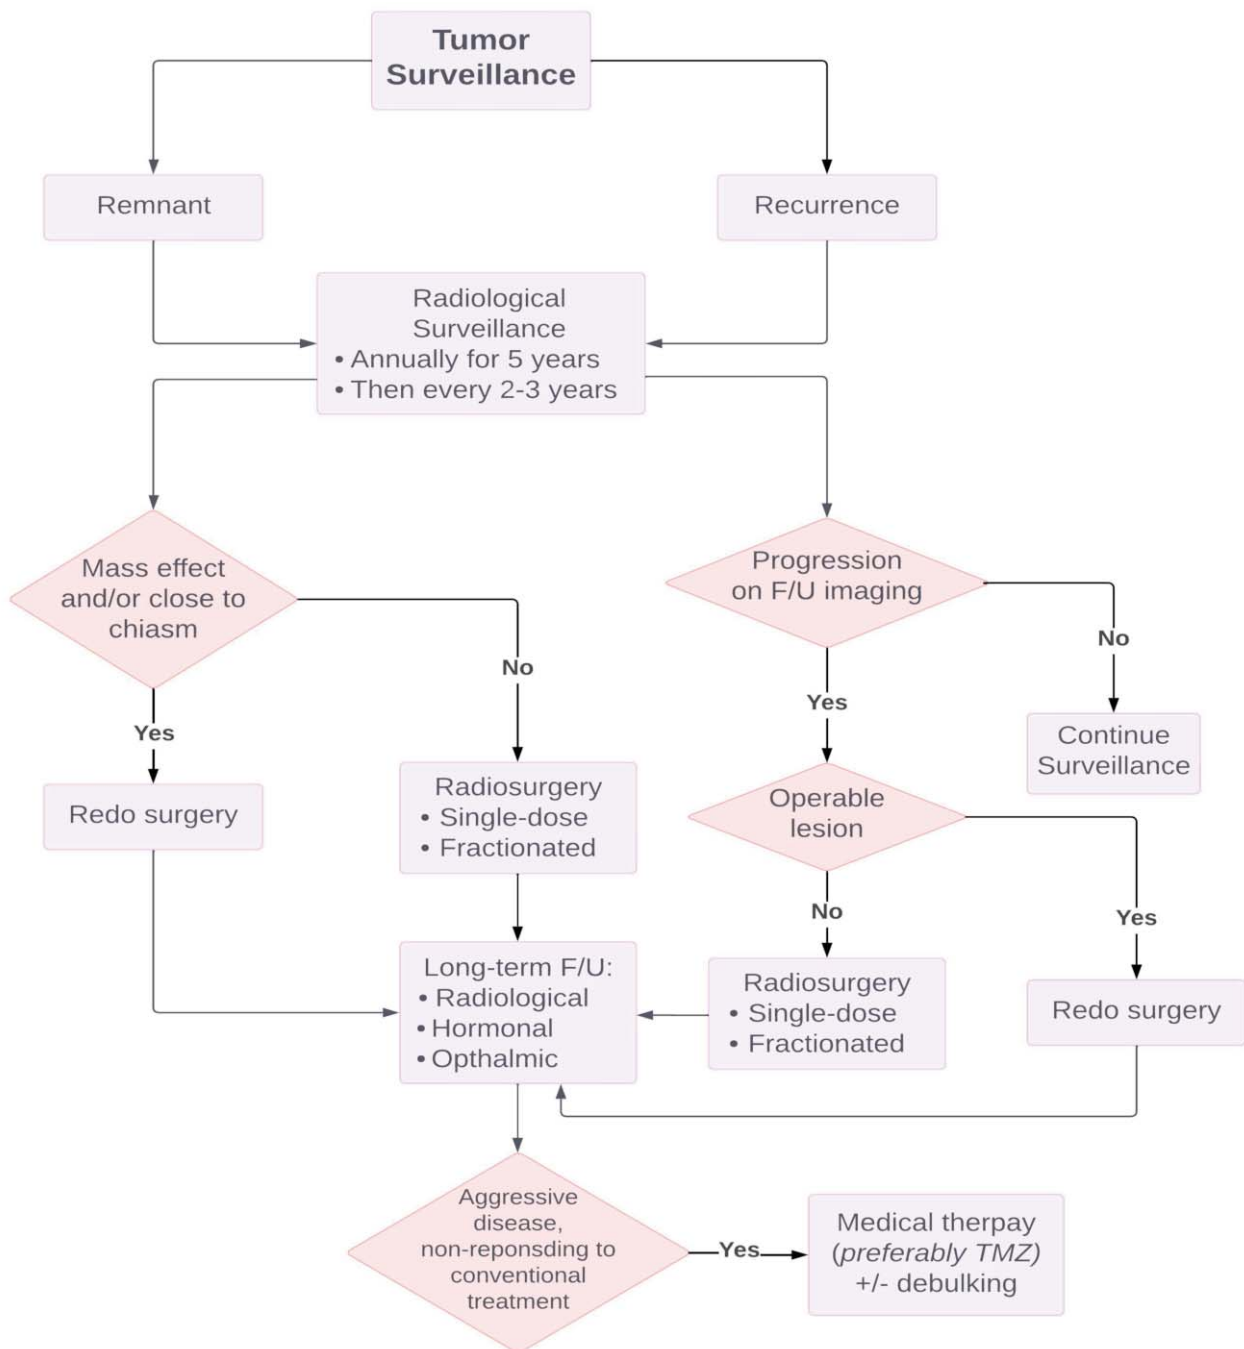 Tumor
Surveillance
Remnant
Recurrence
Radiological
Surveillance
• Annually for 5 years
• Then every 2-3 years
Mass effect
and/or close to
chiasm
Progression
on F/U imaging
No
No
Yes
Yes
Continue
Surveillance
Redo surgery
Radiosurgery
• Single-dose
• Fractionated
Operable
lesion
No
Yes
Long-term F/U:
• Radiological
• Hormonal
• Opthalmic
Radiosurgery
• Single-dose
• Fractionated
Redo surgery
Aggressive
disease,
non-reponsding to
conventional
treatment
Yes
Medical therpay
(preferably TMZ)
+/- debulking